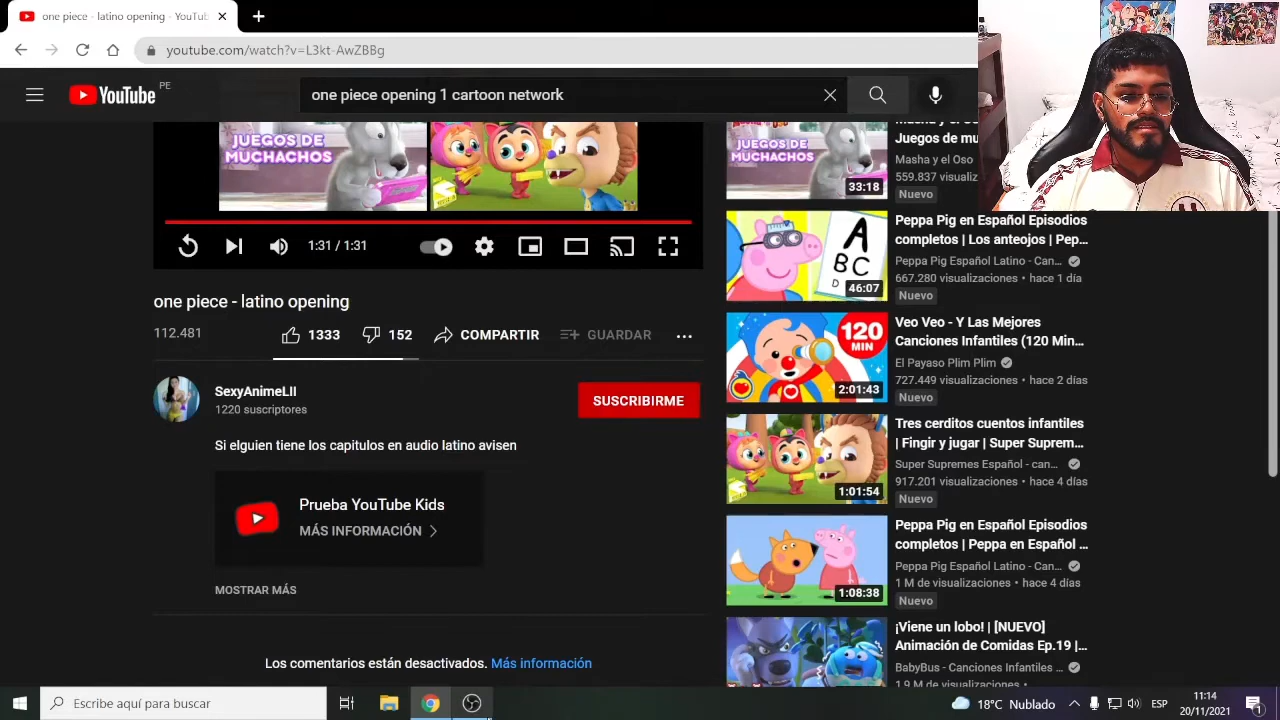 one piece - latino opening - YouTub
youtube.com/watch?v=L3kt-AwZBBg
YouTube PE
one piece opening 1 cartoon network
JUEGOS DE
MUCHACHOS
1:31 / 1:31
one piece - latino opening
112.481
1333
152
COMPARTIR
GUARDAR
SexyAnimeLII
1220 suscriptores
SUSCRIBIRME
Si elguien tiene los capitulos en audio latino avisen
Prueba YouTube Kids
MÁS INFORMACIÓN
MOSTRAR MÁS
Los comentarios están desactivados. Más información
JUEGOS DE
MUCHACHOS
33:18
Masha y el Oso
Juegos de mu
Masha y el Oso
559.837 visualiz
Nuevo
A
BC
D
46:07
Peppa Pig en Español Episodios
completos | Los anteojos | Pep...
Peppa Pig Español Latino - Can...
667.280 visualizaciones • hace 1 día
Nuevo
120
MIN
2:01:43
Veo Veo - Y Las Mejores
Canciones Infantiles (120 Min...
El Payaso Plim Plim
727.449 visualizaciones • hace 2 días
Nuevo
1:01:54
Tres cerditos cuentos infantiles
| Fingir y jugar | Super Suprem...
Super Supremes Español - can...
917.201 visualizaciones • hace 4 días
Nuevo
1:08:38
Peppa Pig en Español Episodios
completos | Peppa en Español ...
Peppa Pig Español Latino - Can...
1 M de visualizaciones • hace 4 días
Nuevo
¡Viene un lobo! | [NUEVO]
Animación de Comidas Ep.19 |...
BabyBus - Canciones Infantiles ...
1,9 M de visualizaciones •
Escribe aquí para buscar
18°C Nublado
ESP
11:14
20/11/2021
1